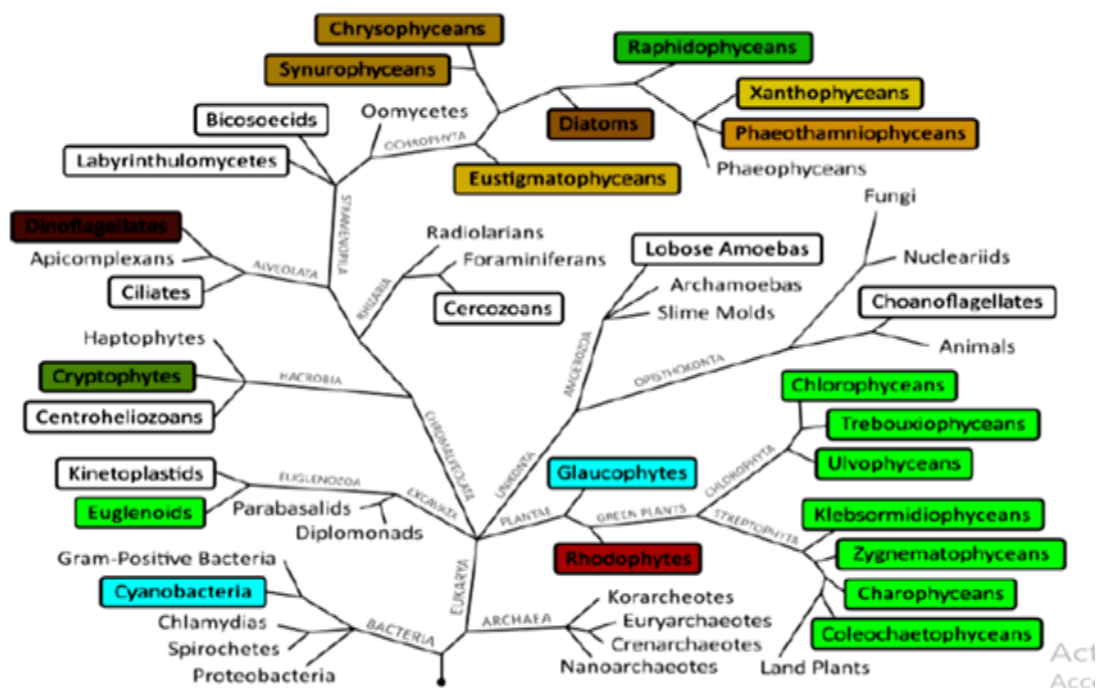 Chrysophyceans
Raphidophyceans
Synurophyceans
Xanthophyceans
Oomycetes
Bicosoecids
Diatoms
Phaeothamniophyceans
OCHROPHYTA
Labyrinthulomycetes
Phaeophyceans
Eustigmatophyceans
Fungi
STRAMENOPILA
Dinoflagellates
Radiolarians
Lobose Amoebas
Apicomplexans
Foraminiferans
Nucleariids
ALVEOLATA
Archamoebas
Ciliates
RHIZARIA
Cercozoans
Slime Molds
Choanoflagellates
Haptophytes
Animals
AMOEBOZOA
OPISTHOKONTA
Cryptophytes
HACROBIA
Chlorophyceans
Centroheliozoans
Trebouxiophyceans
CHROMALVEOLATA
UNIKONTA
CHLOROPHYTA
Kinetoplastids
Glaucophytes
Ulvophyceans
EUGLENOZOA
EXCAVATA
Euglenoids
Parabasalids
PLANTAE
GREEN PLANTS
STREPTOPHYTA
Klebsormidiophyceans
Diplomonads
Rhodophytes
Zygnematophyceans
Gram-Positive Bacteria
EUKARYA
Cyanobacteria
Korarcheotes
Charophyceans
Chlamydias
BACTERIA
ARCHAEA
Euryarchaeotes
Coleochaetophyceans
Spirochetes
Crenarchaeotes
Proteobacteria
Nanoarchaeotes
Land Plants